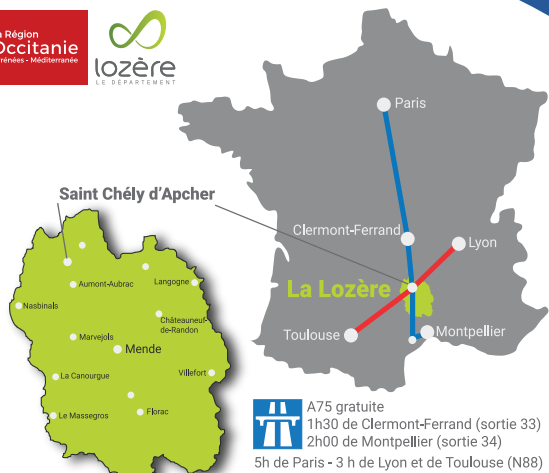 a Région
Occitanie
Pyrénées - Méditerranée
lozère
LE DÉPARTEMENT
Paris
Saint Chély d'Apcher
Clermont-Ferrand
Lyon
La Lozère
Toulouse
Montpellier
Aumont-Aubrac
Langogne
Nasbinals
Châteauneuf-
de-Randon
Marvejols
Mende
La Canourgue
Villefort
Le Massegros
Florac
A75 gratuite
1h30 de Clermont-Ferrand (sortie 33)
2h00 de Montpellier (sortie 34)
5h de Paris - 3 h de Lyon et de Toulouse (N88)